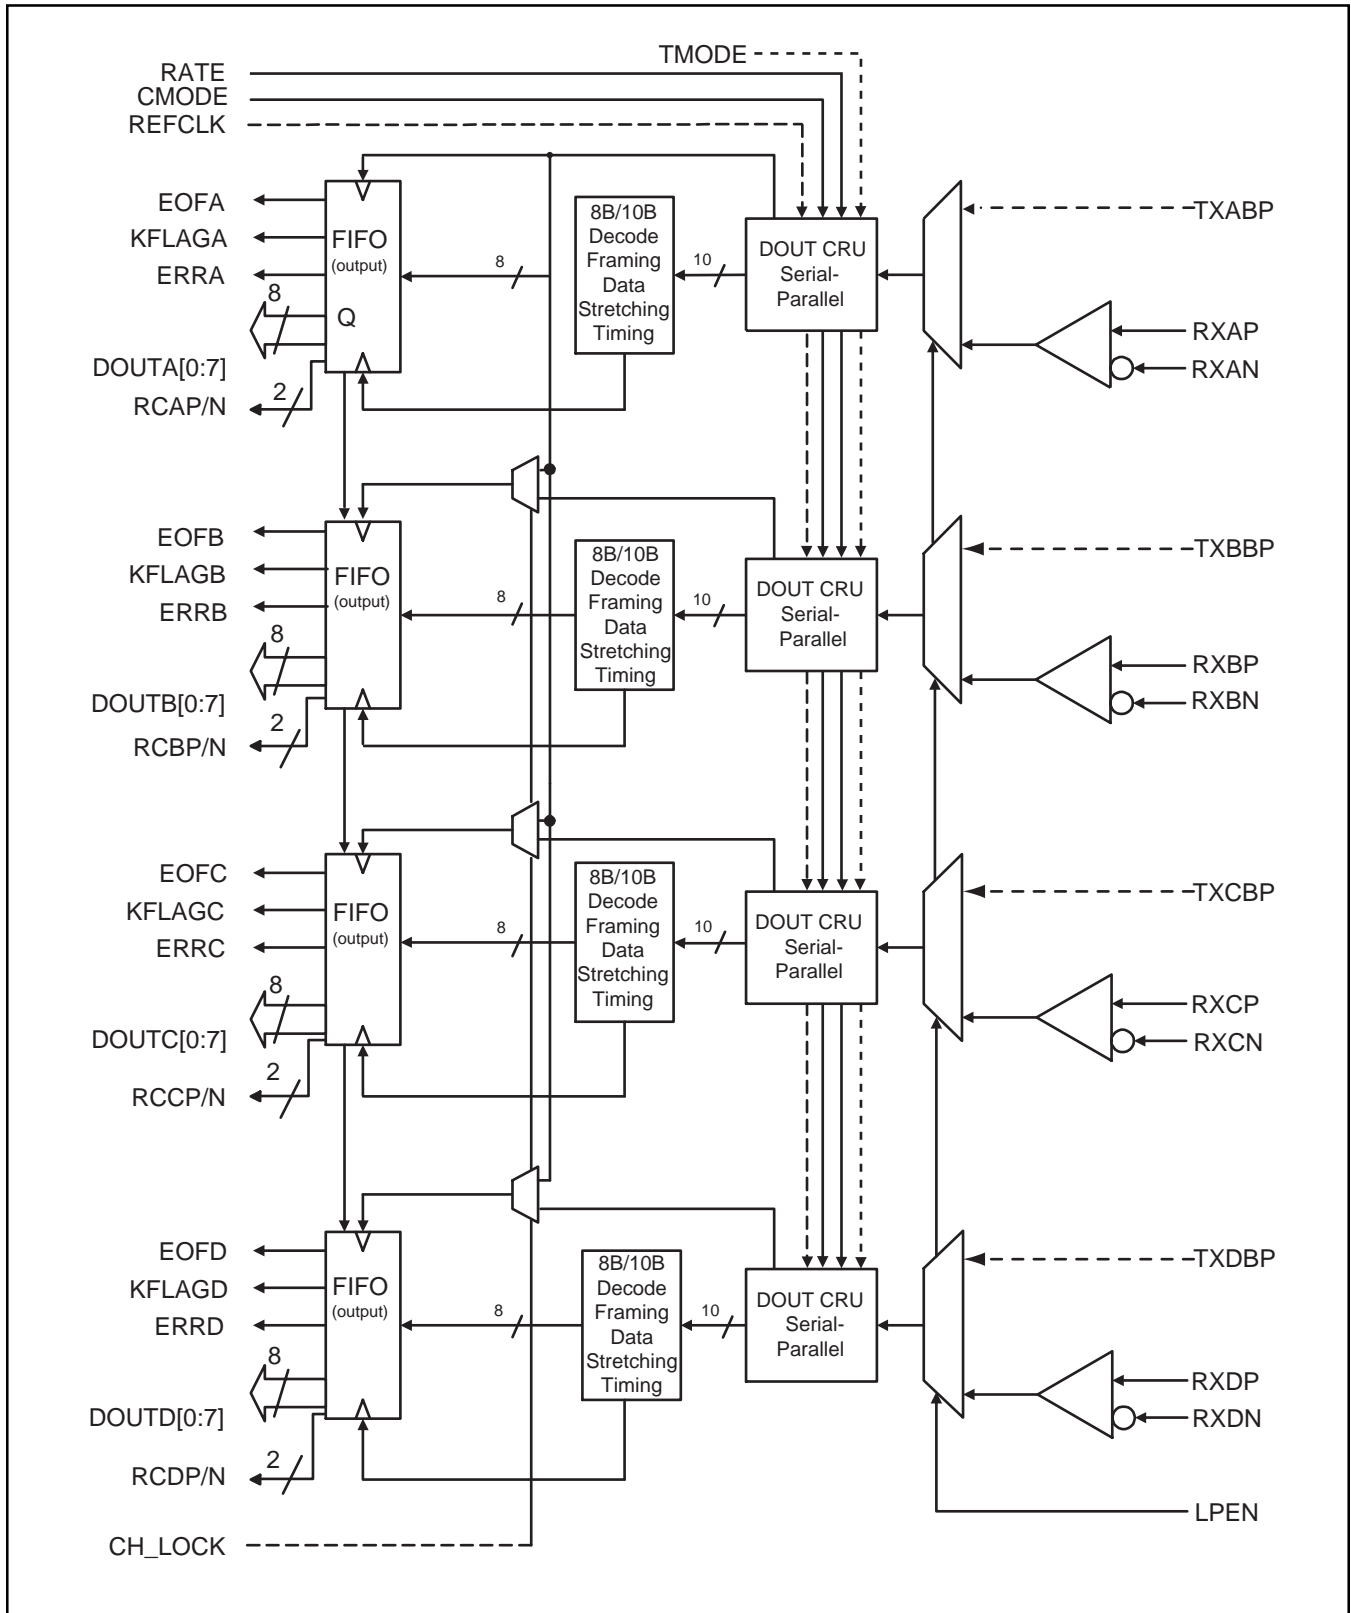 TMODE
RATE
CMODE
REFCLK
EOFA
KFLAGA
ERRA
8
DOUTA[0:7]
RCAP/N
2
FIFO
(output)
Q
8
8B/10B
Decode
Framing
Data
Stretching
Timing
10
DOUT CRU
Serial-
Parallel
TXABP
RXAP
RXAN
EOFB
KFLAGB
ERRB
8
DOUTB[0:7]
RCBP/N
2
FIFO
(output)
8
8B/10B
Decode
Framing
Data
Stretching
Timing
10
DOUT CRU
Serial-
Parallel
TXBBP
RXBP
RXBN
EOFC
KFLAGC
ERRC
8
DOUTC[0:7]
RCCP/N
2
FIFO
(output)
8
8B/10B
Decode
Framing
Data
Stretching
Timing
10
DOUT CRU
Serial-
Parallel
TXCBP
RXCP
RXCN
EOFD
KFLAGD
ERRD
8
DOUTD[0:7]
RCDP/N
2
FIFO
(output)
8
8B/10B
Decode
Framing
Data
Stretching
Timing
10
DOUT CRU
Serial-
Parallel
TXDBP
RXDP
RXDN
LPEN
CH_LOCK